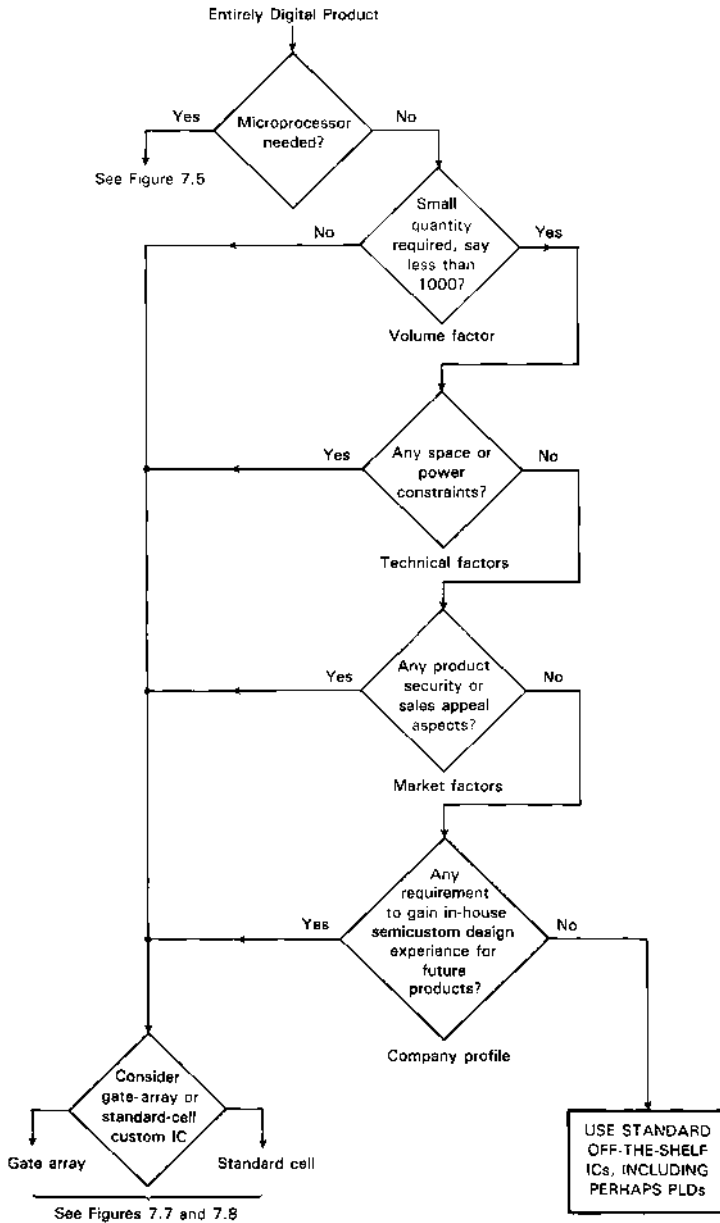 Entirely Digital Product
Yes
Microprocessor
needed?
No
See Figure 7.5
No
Small
quantity
required, say
less than
1000?
Yes
Volume factor
Yes
Any space or
power
constraints?
No
Technical factors
Yes
Any product
security or
sales appeal
aspects?
No
Market factors
Yes
Any
requirement
to gain in-house
semicustom design
experience for
future
products?
No
Company profile
Consider
gate-array or
standard-cell
custom IC
Gate array
Standard cell
See Figures 7.7 and 7.8
USE STANDARD
OFF-THE-SHELF
ICs, INCLUDING
PERHAPS PLDs